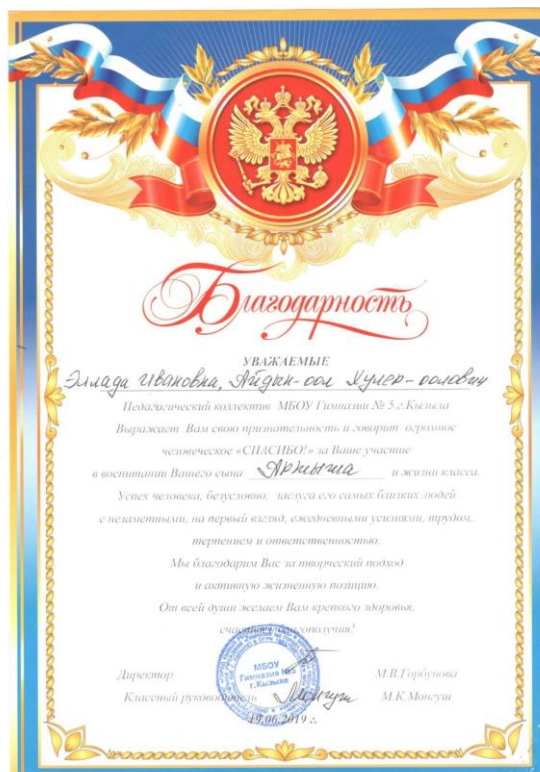 Благодарность
УВАЖАЕМЫЕ
Эллада Ивановна, Айдын-оол Хулер-оолович
Педагогический коллектив МБОУ Гимназии № 5 г.Кызыла
Выражает Вам свою признательность и говорит огромное
человеческое «СПАСИБО!» за Ваше участие
в воспитании Вашего сына Аржыма и жизни класса.
Успех человека, безусловно, заслуга его самых близких людей
с незаметными, на первый взгляд, ежедневными усилиями, трудом,
терпением и ответственностью.
Мы благодарим Вас за творческий подход
и активную жизненную позицию.
От всей души желаем Вам крепкого здоровья,
счастья, благополучия!
Директор М.В.Горбунова
Классный руководитель Монгуш М.К.Монгуш
МБОУ
Гимназия №5
г.Кызыла
19.06.2019 г.